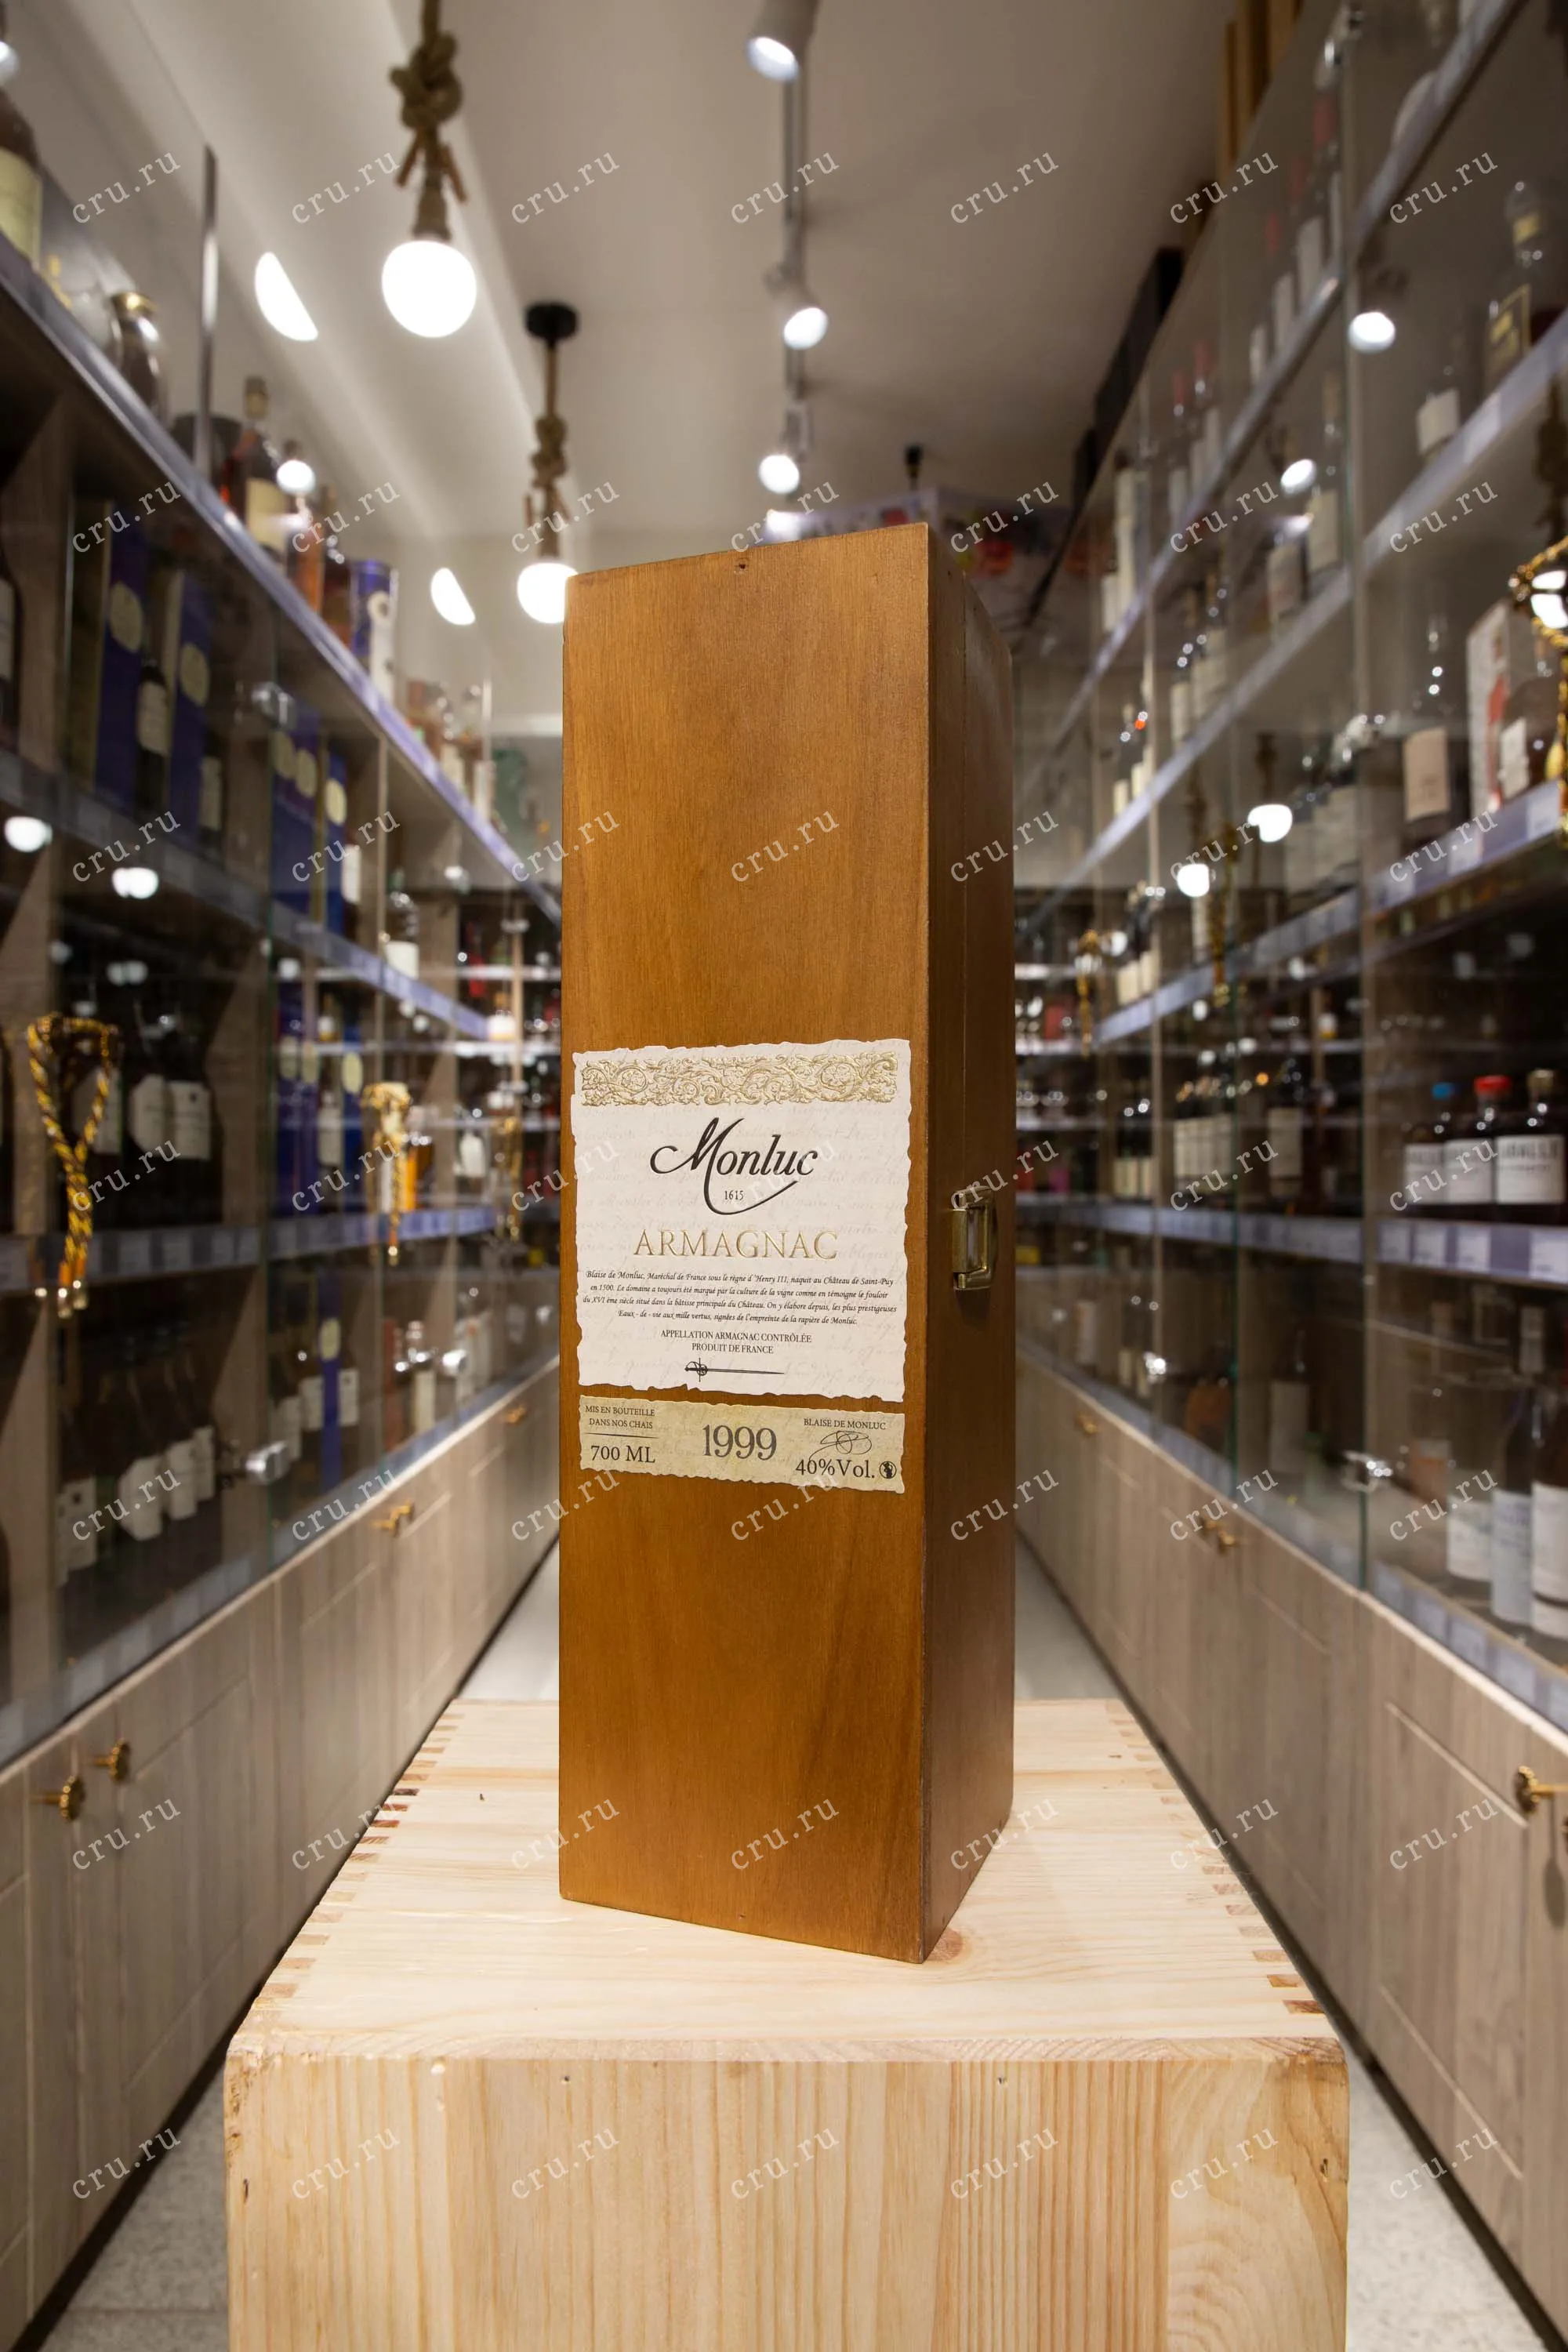 Monluc
1615
ARMAGNAC
Blaise de Monluc, Maréchal de France sous le règne d'Henry III, naquit au Château de Saint-Puy
en 1500. Le domaine a toujours été marqué par la culture de la vigne comme en témoigne le fouloir
du XVI ème siècle situé dans la bâtisse principale du Château. On y élabore depuis, les plus prestigeuses
Eaux-de-vie aux mille vertus, signées de l'empreinte de la rapière de Monluc.
APPELLATION ARMAGNAC CONTRÔLÉE
PRODUIT DE FRANCE
MIS EN BOUTEILLE
DANS NOS CHAIS
700 ML
1999
BLAISE DE MONLUC
40%Vol.
cru.ru